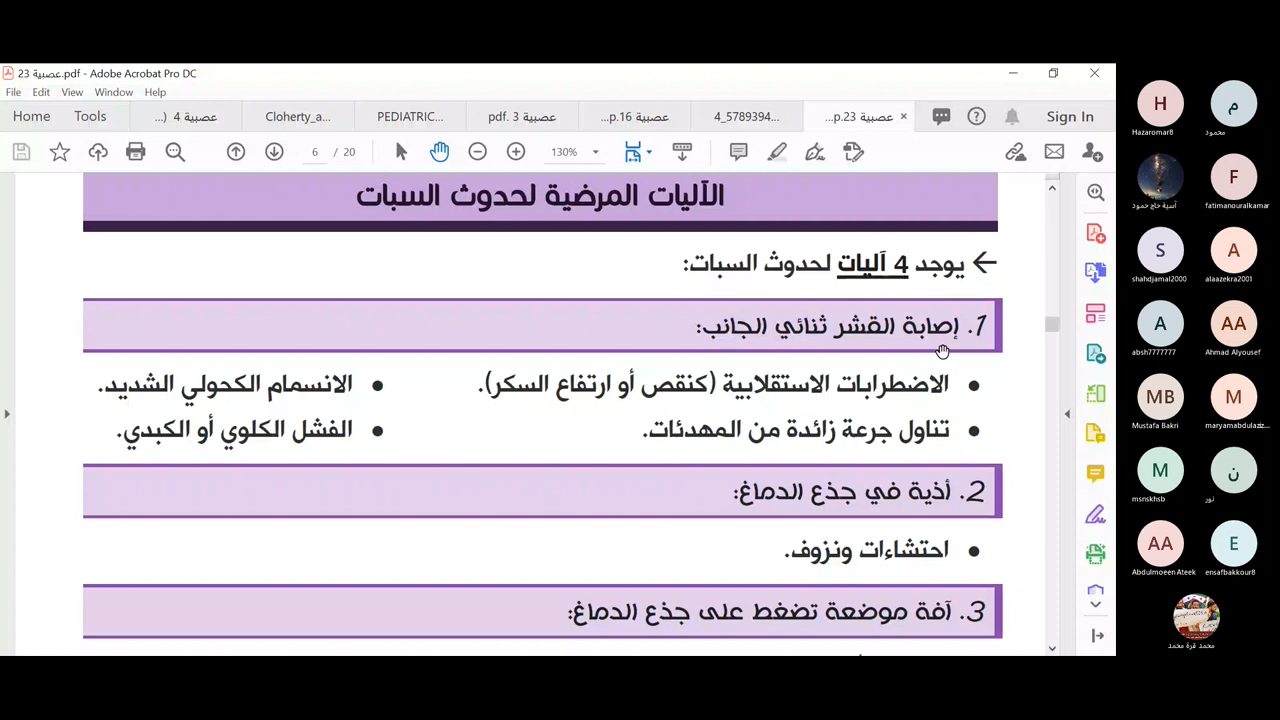 عصبية 23.pdf - Adobe Acrobat Pro DC
File Edit View Window Help
Home Tools عصبية 4 (... Cloherty_a... PEDIATRIC... عصبية 3 .pdf عصبية 16.p... 4_5789394... عصبية 23.p... × Sign In
6 / 20 130%
الآليات المرضية لحدوث السبات
← يوجد 4 آليات لحدوث السبات:
1. إصابة القشر ثنائي الجانب:
• الاضطرابات الاستقلابية (كنقص أو ارتفاع السكر). • الانسمام الكحولي الشديد.
• تناول جرعة زائدة من المهدئات. • الفشل الكلوي أو الكبدي.
2. أذية في جذع الدماغ:
• احتشاءات ونزوف.
3. آفة موضعة تضغط على جذع الدماغ:
H م
Hazaromar8 محمود
F
آسية حاج حمود fatimanouralkamar
S A
shahdjamal2000 alaazekra2001
A AA
absh7777777 Ahmad Alyousef
MB M
Mustafa Bakri maryamabdulaziz...
M ن
msnskhsb نور
AA E
Abdulmoeen Ateek ensafbakkour8
محمد قرة محمد